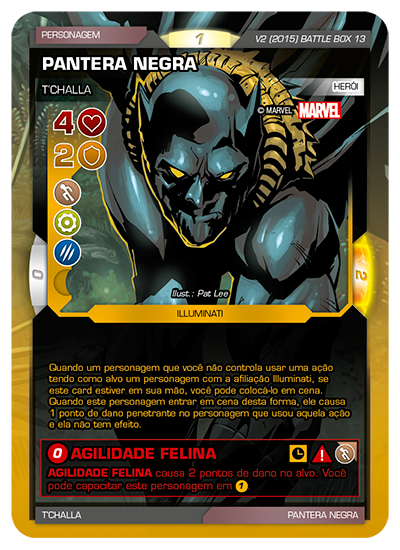 PERSONAGEM
1
V2 (2015) BATTLE BOX 13
PANTERA NEGRA
T'CHALLA
HERÓI
© MARVEL MARVEL
4
2
0
2
Ilust.: Pat Lee
ILLUMINATI
Quando um personagem que você não controla usar uma ação
tendo como alvo um personagem com a afiliação Illuminati, se
este card estiver em sua mão, você pode colocá-lo em cena.
Quando este personagem entrar em cena desta forma, ele causa
1 ponto de dano penetrante no personagem que usou aquela ação
e ela não tem efeito.
0 AGILIDADE FELINA
AGILIDADE FELINA causa 2 pontos de dano no alvo. Você
pode capacitar este personagem em 1
T'CHALLA
PANTERA NEGRA